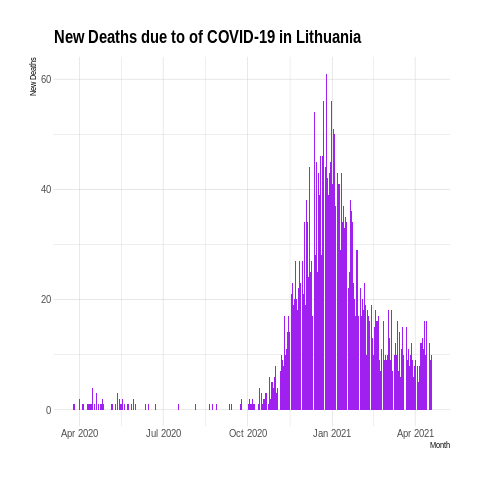 New Deaths due to of COVID-19 in Lithuania
New Deaths
60
40
20
0
Apr 2020 Jul 2020 Oct 2020 Jan 2021 Apr 2021
Month